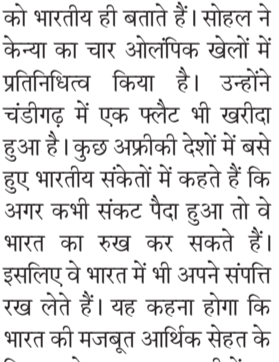 को भारतीय ही बताते हैं। सोहल ने
केन्या का चार ओलंपिक खेलों में
प्रतिनिधित्व किया है। उन्होंने
चंडीगढ़ में एक फ्लैट भी खरीदा
हुआ है। कुछ अफ्रीकी देशों में बसे
हुए भारतीय संकेतों में कहते हैं कि
अगर कभी संकट पैदा हुआ तो वे
भारत का रुख कर सकते हैं।
इसलिए वे भारत में भी अपने संपत्ति
रख लेते हैं। यह कहना होगा कि
भारत की मजबूत आर्थिक सेहत के